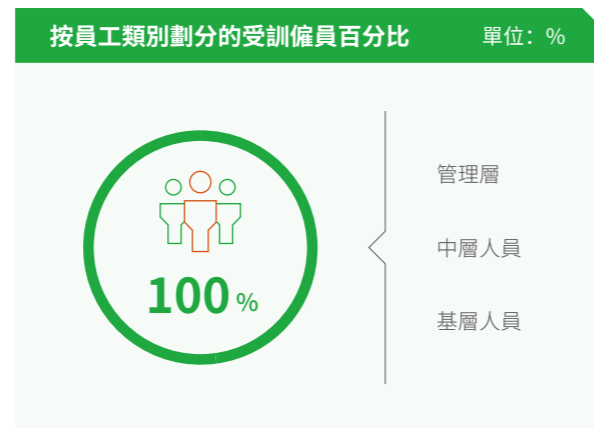 按員工類別劃分的受訓僱員百分比 單位：%
100 %
管理層
中層人員
基層人員